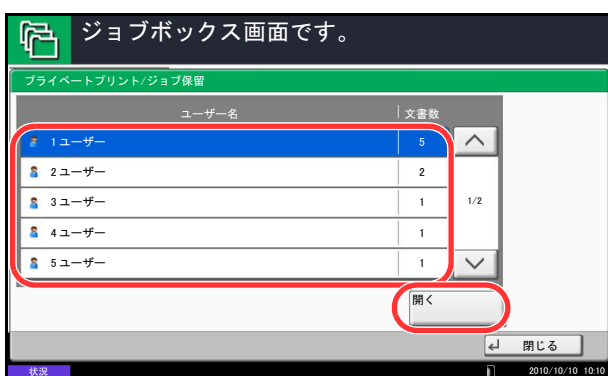 ジョブボックス画面です。
プライベートプリント/ジョブ保留
ユーザー名 文書数
1 ユーザー 5
2 ユーザー 2
3 ユーザー 1
1/2
4 ユーザー 1
5 ユーザー 1
開く
閉じる
状況 2010/10/10 10:10